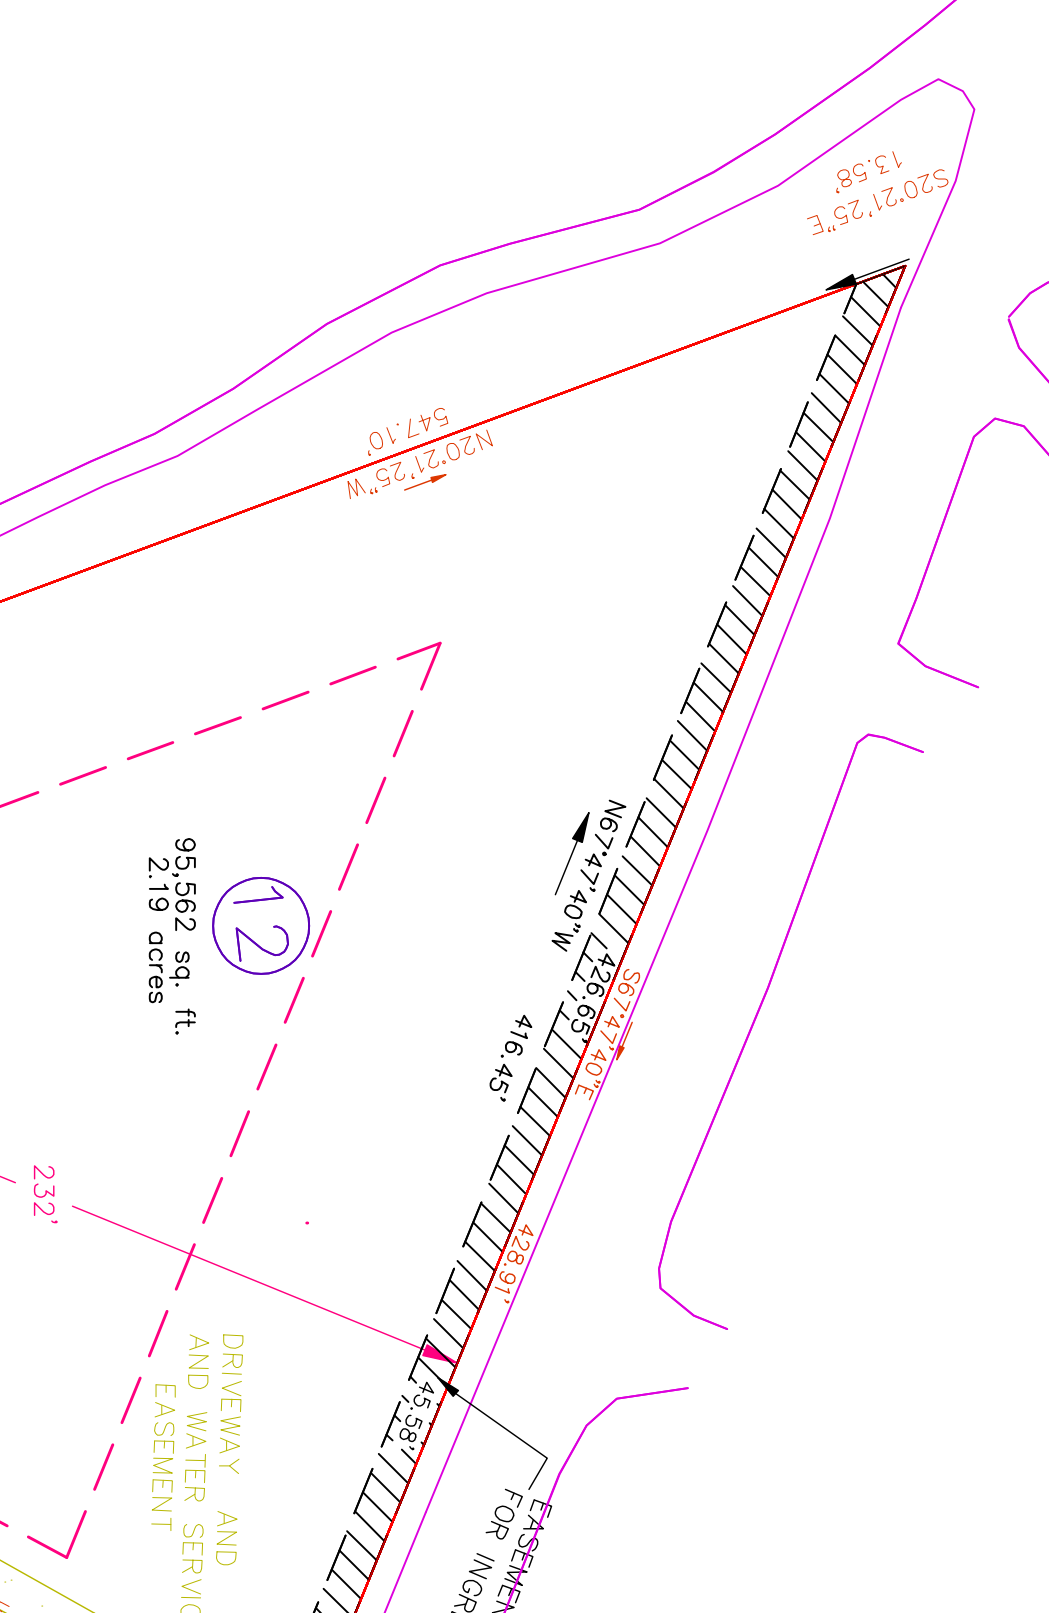 S20°21'25"E
13.58'
547.10'
N20°21'25"W
12
95,562 sq. ft.
2.19 acres
N67°47'40"W
426.65'
S67°47'40"E
416.45'
428.91'
232'
45.58'
DRIVEWAY AND
AND WATER SERVIC
EASEMENT
EASEMEN
FOR INGR